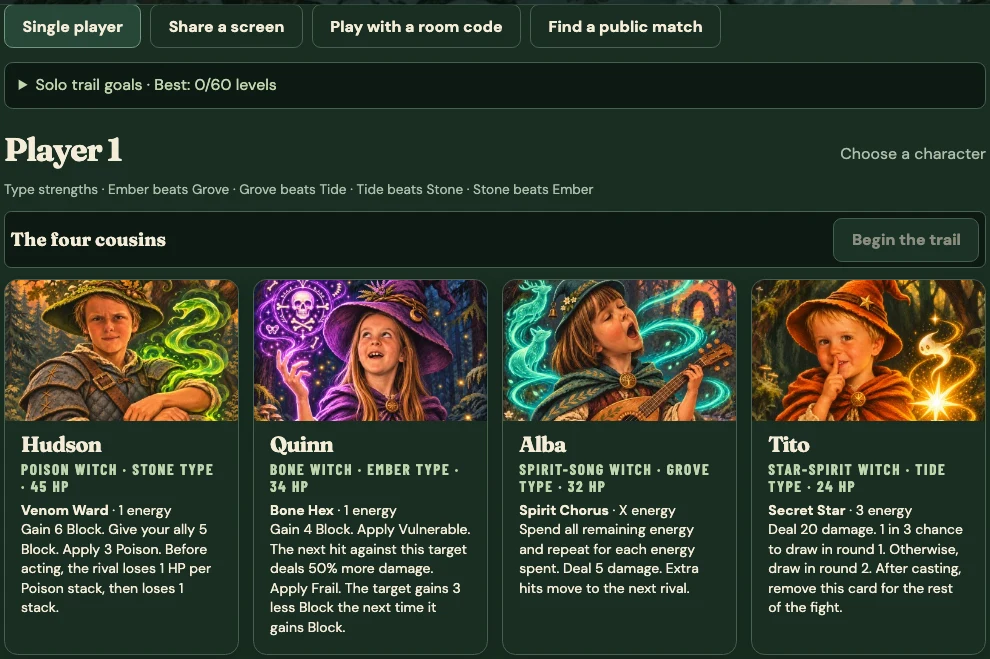 Single player
Share a screen
Play with a room code
Find a public match
▶ Solo trail goals · Best: 0/60 levels
Player 1
Choose a character
Type strengths · Ember beats Grove · Grove beats Tide · Tide beats Stone · Stone beats Ember
The four cousins
Begin the trail
Hudson
POISON WITCH · STONE TYPE
· 45 HP
Venom Ward · 1 energy
Gain 6 Block. Give your ally 5
Block. Apply 3 Poison. Before
acting, the rival loses 1 HP per
Poison stack, then loses 1
stack.
Quinn
BONE WITCH · EMBER TYPE ·
34 HP
Bone Hex · 1 energy
Gain 4 Block. Apply Vulnerable.
The next hit against this target
deals 50% more damage.
Apply Frail. The target gains 3
less Block the next time it
gains Block.
Alba
SPIRIT-SONG WITCH · GROVE
TYPE · 32 HP
Spirit Chorus · X energy
Spend all remaining energy
and repeat for each energy
spent. Deal 5 damage. Extra
hits move to the next rival.
Tito
STAR-SPIRIT WITCH · TIDE
TYPE · 24 HP
Secret Star · 3 energy
Deal 20 damage. 1 in 3 chance
to draw in round 1. Otherwise,
draw in round 2. After casting,
remove this card for the rest
of the fight.